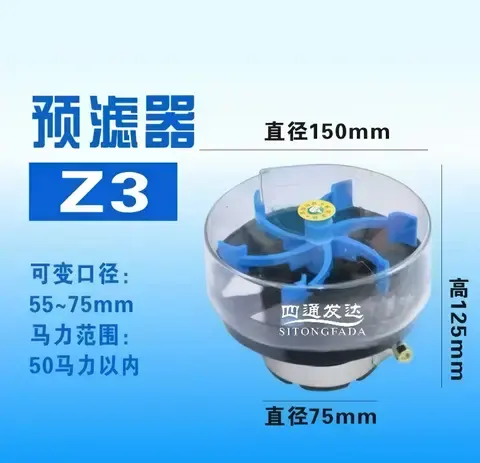 预滤器
Z3
直径150mm
可变口径：
55~75mm
马力范围：
50马力以内
四通发达
SITONGFADA
高125mm
直径75mm